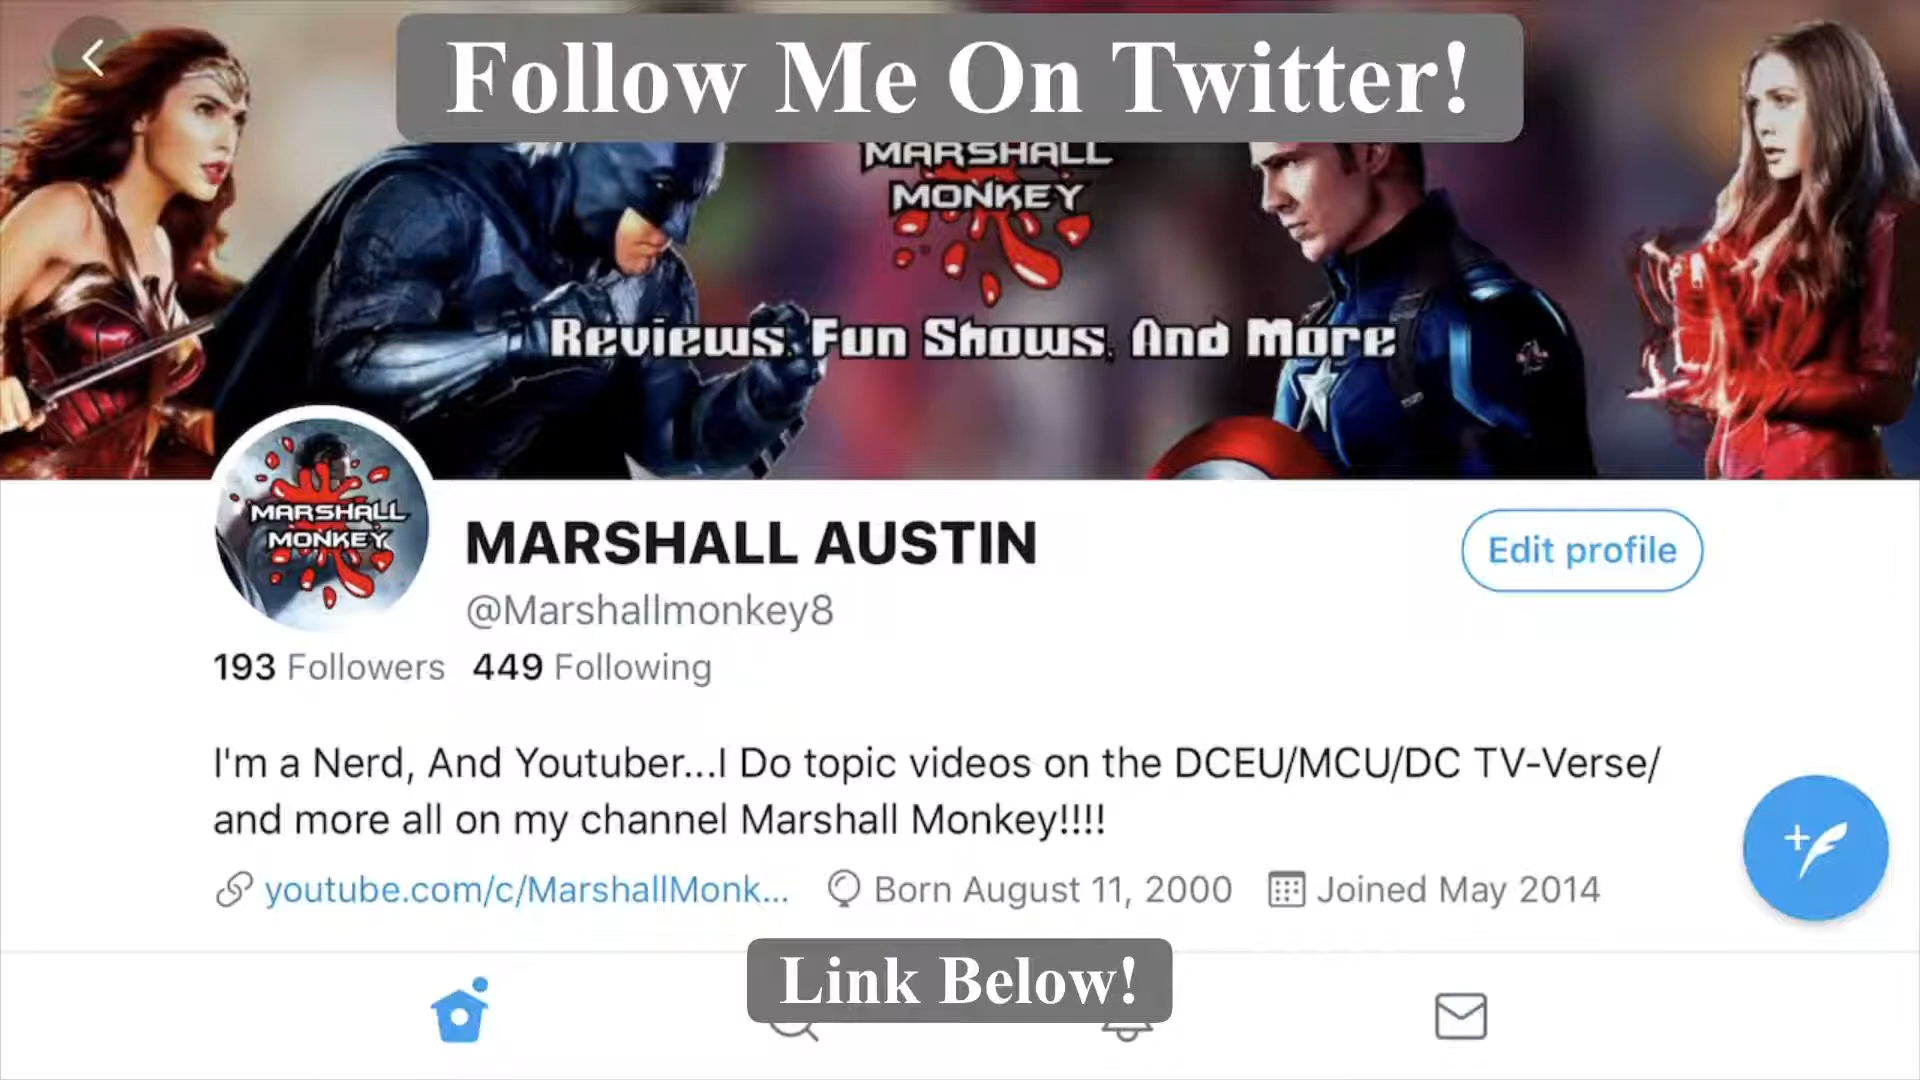 Follow Me On Twitter!
MARSHALL
MONKEY
Reviews, Fun Shows, And More
MARSHALL
MONKEY
MARSHALL AUSTIN
Edit profile
@Marshallmonkey8
193 Followers 449 Following
I'm a Nerd, And Youtuber...I Do topic videos on the DCEU/MCU/DC TV-Verse/
and more all on my channel Marshall Monkey!!!!
youtube.com/c/MarshallMonk... Born August 11, 2000 Joined May 2014
Link Below!